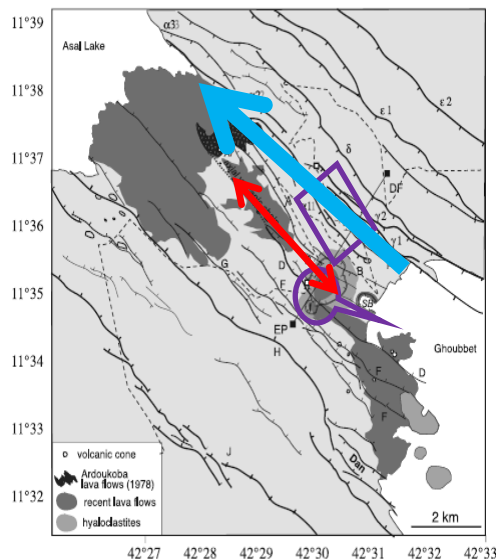 11°39
11°38
11°37
11°36
11°35
11°34
11°33
11°32
42°27
42°28
42°29
42°30
42°31
42°32
42°33
Asal Lake
α33
ε1
ε2
δ
DF
γ2
γ1
A
B
D
G
F
SB
EP
H
Ghoubbet
D
F
F
J
Dan
volcanic cone
Ardoukoba
lava flows (1978)
recent lava flows
hyaloclastites
2 km